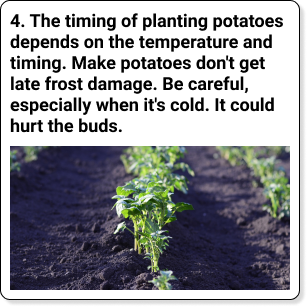 4. The timing of planting potatoes
depends on the temperature and
timing. Make potatoes don't get
late frost damage. Be careful,
especially when it's cold. It could
hurt the buds.